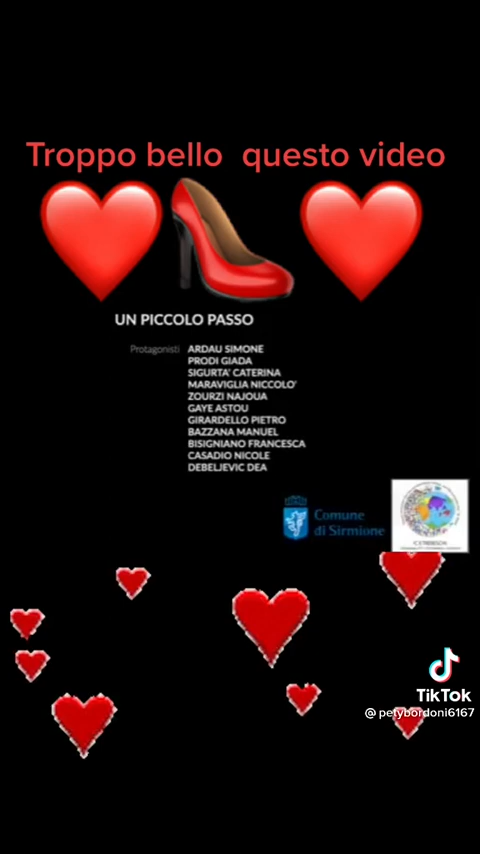 Troppo bello questo video
UN PICCOLO PASSO
Protagonisti ARDAU SIMONE
PRODI GIADA
SIGURTA' CATERINA
MARAVIGLIA NICCOLO'
ZOURZI NAJOUA
GAYE ASTOU
GIRARDELLO PIETRO
BAZZANA MANUEL
BISIGNIANO FRANCESCA
CASADIO NICOLE
DEBELJEVIC DEA
Comune
di Sirmione
TikTok
@petybordoni6167